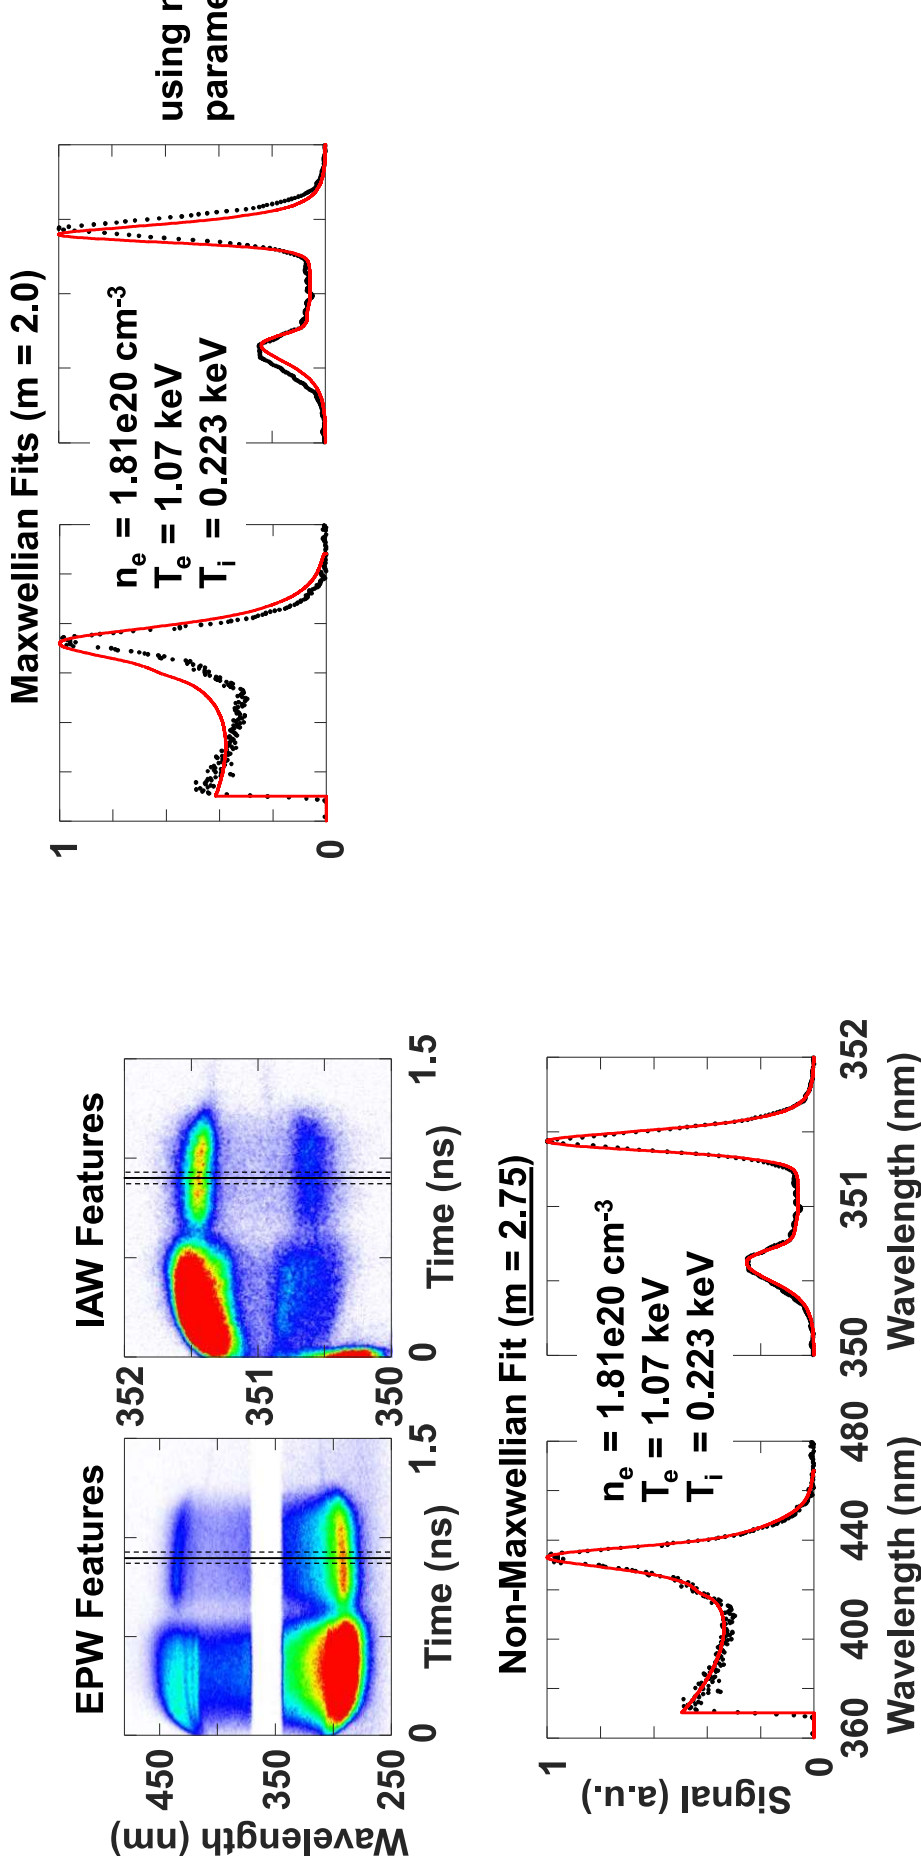 EPW Features
IAW Features
Wavelength (nm)
450
350
250
352
351
350
0
1.5
0
1.5
Time (ns)
Time (ns)
Maxwellian Fits (m = 2.0)
1
0
nₑ = 1.81e20 cm⁻³
Tₑ = 1.07 keV
Tᵢ = 0.223 keV
using
Non-Maxwellian Fit (m = 2.75)
Signal (a.u.)
1
0
nₑ = 1.81e20 cm⁻³
Tₑ = 1.07 keV
Tᵢ = 0.223 keV
360
400
440
480
350
351
352
Wavelength (nm)
Wavelength (nm)